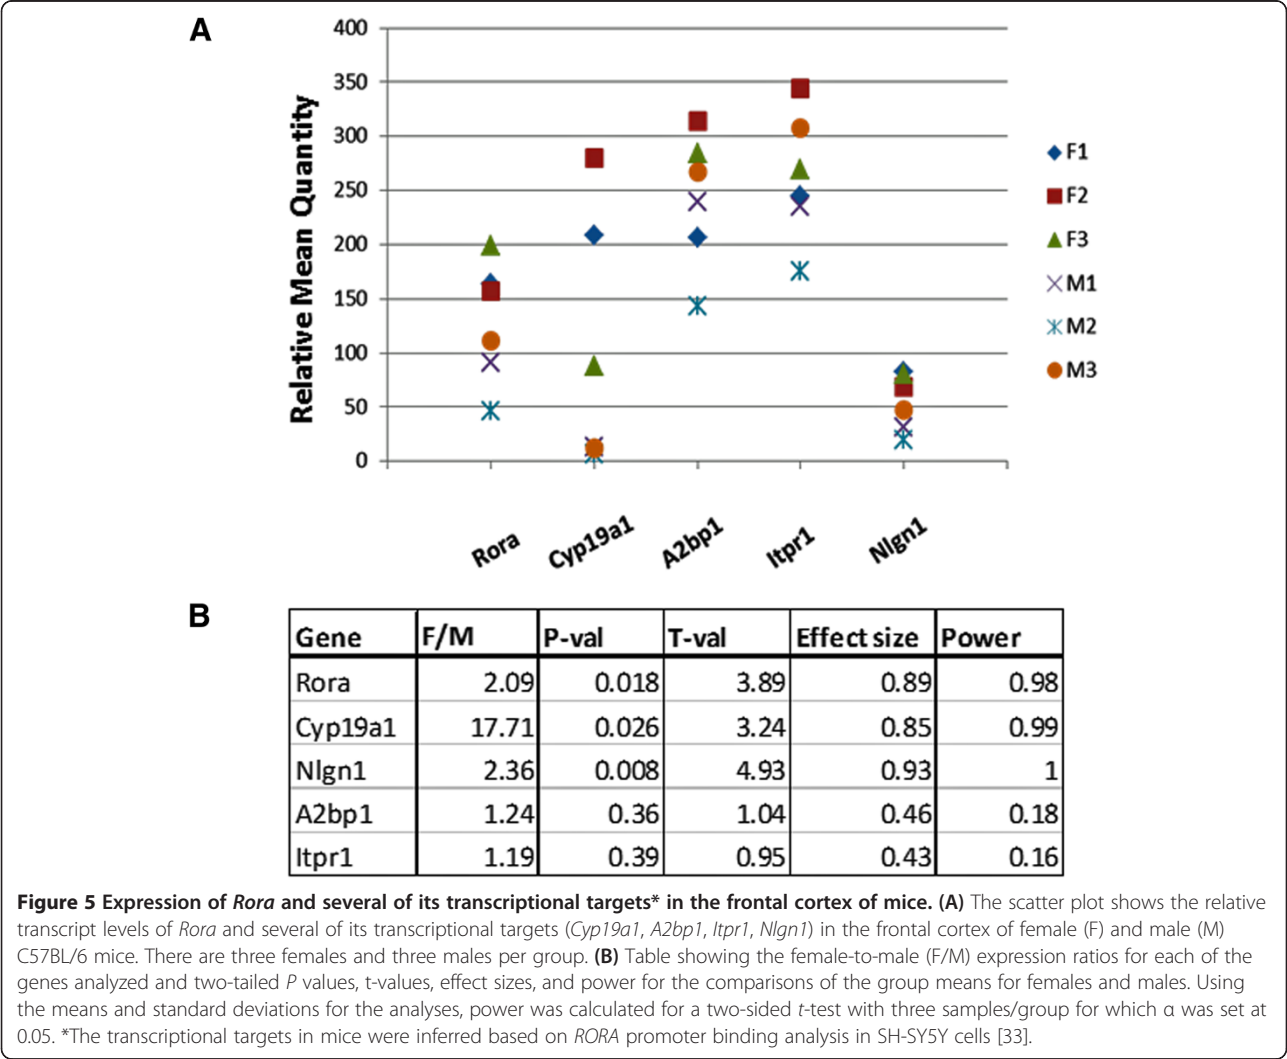 A
400
350
300
250
200
150
100
50
0
Relative Mean Quantity
Rora
Cyp19a1
A2bp1
Itpr1
Nlgn1
F1
F2
F3
M1
M2
M3
B
Gene F/M P-val T-val Effect size Power
Rora 2.09 0.018 3.89 0.89 0.98
Cyp19a1 17.71 0.026 3.24 0.85 0.99
Nlgn1 2.36 0.008 4.93 0.93 1
A2bp1 1.24 0.36 1.04 0.46 0.18
Itpr1 1.19 0.39 0.95 0.43 0.16
Figure 5 Expression of Rora and several of its transcriptional targets* in the frontal cortex of mice. (A) The scatter plot shows the relative
transcript levels of Rora and several of its transcriptional targets (Cyp19a1, A2bp1, Itpr1, Nlgn1) in the frontal cortex of female (F) and male (M)
C57BL/6 mice. There are three females and three males per group. (B) Table showing the female-to-male (F/M) expression ratios for each of the
genes analyzed and two-tailed P values, t-values, effect sizes, and power for the comparisons of the group means for females and males. Using
the means and standard deviations for the analyses, power was calculated for a two-sided t-test with three samples/group for which α was set at
0.05. *The transcriptional targets in mice were inferred based on RORA promoter binding analysis in SH-SY5Y cells [33].